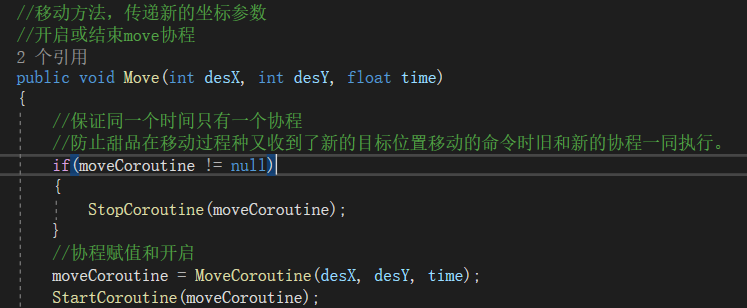 //移动方法，传递新的坐标参数
//开启或结束move协程
2 个引用
public void Move(int desX, int desY, float time)
{
//保证同一个时间只有一个协程
//防止甜品在移动过程种又收到了新的目标位置移动的命令时旧和新的协程一同执行。
if(moveCoroutine != null)
{
StopCoroutine(moveCoroutine);
}
//协程赋值和开启
moveCoroutine = MoveCoroutine(desX, desY, time);
StartCoroutine(moveCoroutine);